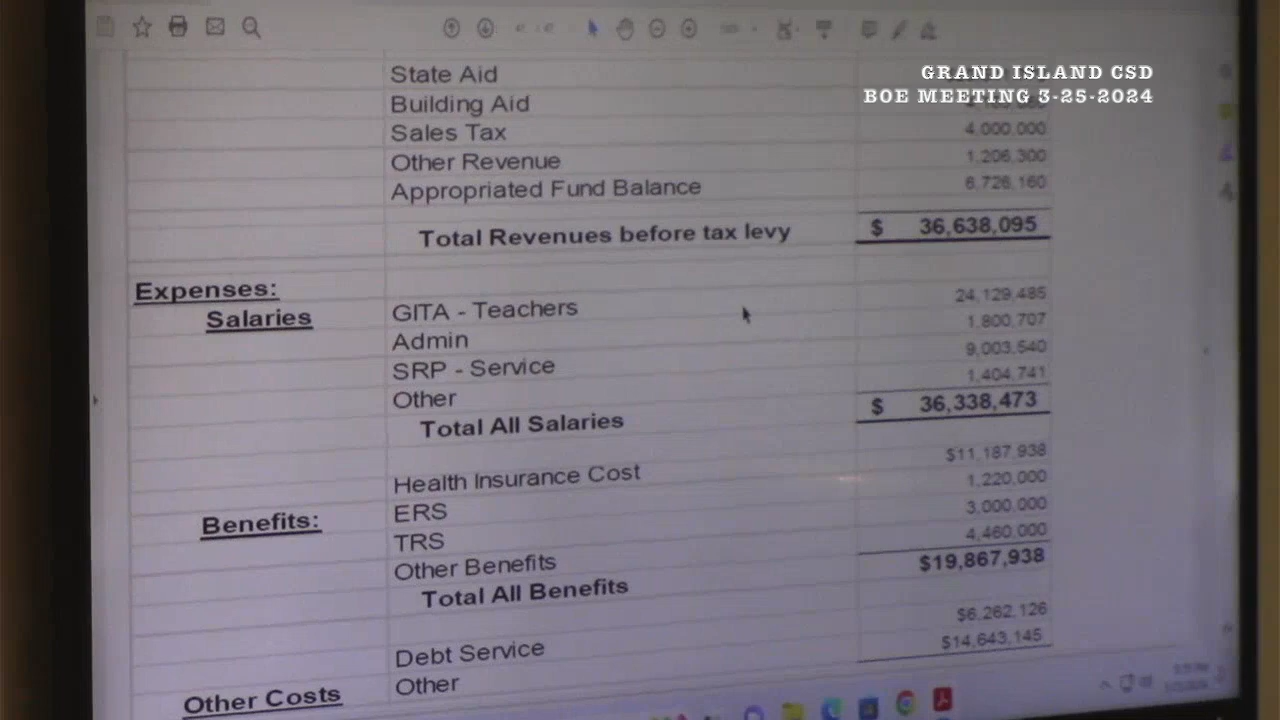 GRAND ISLAND CSD
BOE MEETING 3-25-2024
State Aid
Building Aid
Sales Tax 4,000,000
Other Revenue 1,206,300
Appropriated Fund Balance 6,726,160
Total Revenues before tax levy $ 36,638,095
Expenses:
Salaries GITA - Teachers 24,129,485
Admin 1,800,707
SRP - Service 9,003,540
Other 1,404,741
Total All Salaries $ 36,338,473
Health Insurance Cost $11,187,938
Benefits: ERS 1,220,000
TRS 3,000,000
Other Benefits 4,460,000
Total All Benefits $19,867,938
Debt Service $6,262,126
Other Costs Other $14,643,145